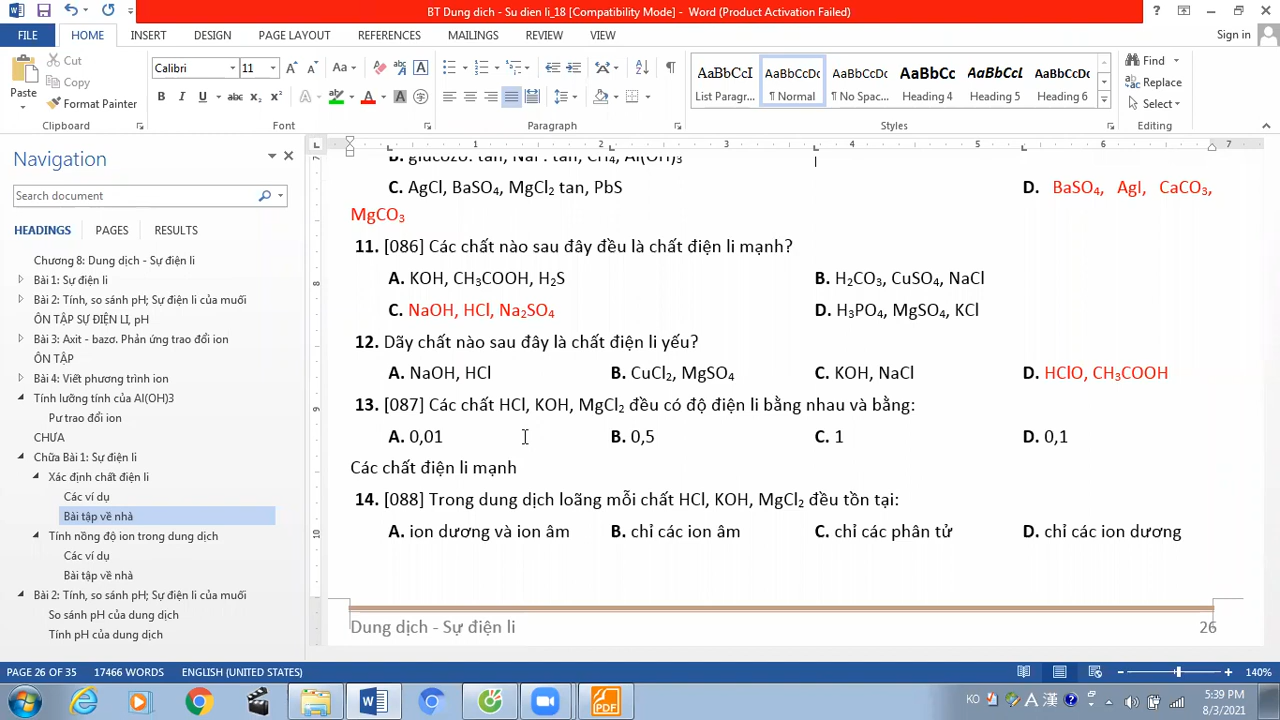 BT Dung dich - Su dien li_18 [Compatibility Mode] - Word (Product Activation Failed)
FILE HOME INSERT DESIGN PAGE LAYOUT REFERENCES MAILINGS REVIEW VIEW Sign in
Paste Cut Copy Format Painter
Calibri 11
AaBbCcI AaBbCcDc AaBbCcDc AaBbCc AaBbCcL AaBbCcDc
List Paragr... ¶ Normal ¶ No Spac... Heading 4 Heading 5 Heading 6
Find Replace Select
Clipboard Font Paragraph Styles Editing
Navigation
Search document
HEADINGS PAGES RESULTS
Chương 8: Dung dịch - Sự điện li
Bài 1: Sự điện li
Bài 2: Tính, so sánh pH; Sự điện li của muối
ÔN TẬP SỰ ĐIỆN LI, pH
Bài 3: Axit - bazơ. Phản ứng trao đổi ion
ÔN TẬP
Bài 4: Viết phương trình ion
Tính lưỡng tính của Al(OH)3
Pư trao đổi ion
CHƯA
Chữa Bài 1: Sự điện li
Xác định chất điện li
Các ví dụ
Bài tập về nhà
Tính nồng độ ion trong dung dịch
Các ví dụ
Bài tập về nhà
Bài 2: Tính, so sánh pH; Sự điện li của muối
So sánh pH của dung dịch
Tính pH của dung dịch
1 2 3 4 5 6 7
C. AgCl, BaSO₄, MgCl₂ tan, PbS D. BaSO₄, AgI, CaCO₃,
MgCO₃
11. [086] Các chất nào sau đây đều là chất điện li mạnh?
A. KOH, CH₃COOH, H₂S B. H₂CO₃, CuSO₄, NaCl
C. NaOH, HCl, Na₂SO₄ D. H₃PO₄, MgSO₄, KCl
12. Dãy chất nào sau đây là chất điện li yếu?
A. NaOH, HCl B. CuCl₂, MgSO₄ C. KOH, NaCl D. HClO, CH₃COOH
13. [087] Các chất HCl, KOH, MgCl₂ đều có độ điện li bằng nhau và bằng:
A. 0,01 B. 0,5 C. 1 D. 0,1
Các chất điện li mạnh
14. [088] Trong dung dịch loãng mỗi chất HCl, KOH, MgCl₂ đều tồn tại:
A. ion dương và ion âm B. chỉ các ion âm C. chỉ các phân tử D. chỉ các ion dương
Dung dịch - Sự điện li 26
PAGE 26 OF 35 17466 WORDS ENGLISH (UNITED STATES) 140%
KO 漢 5:39 PM
8/3/2021